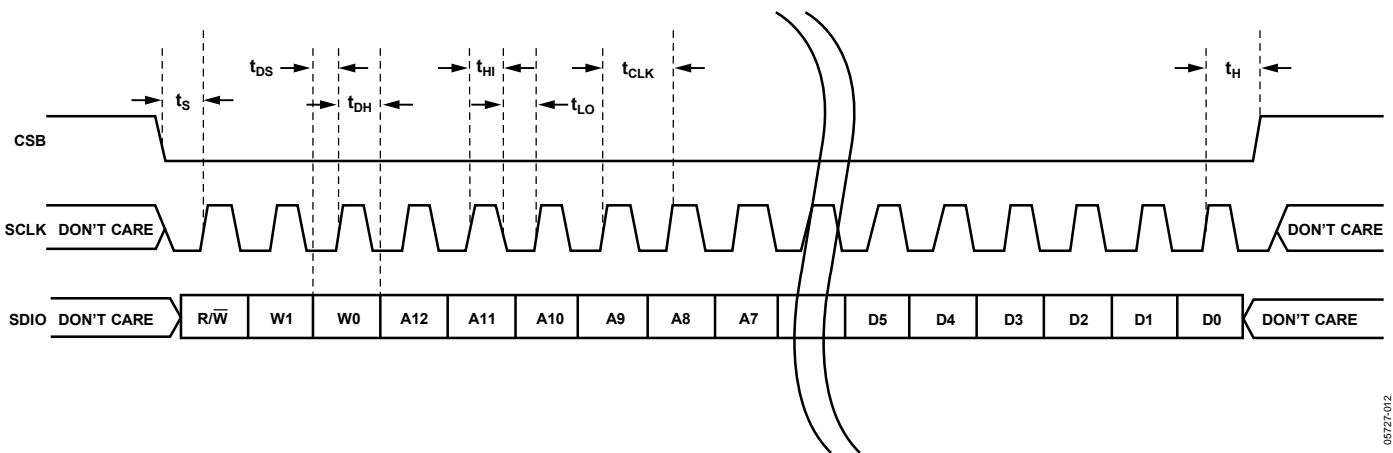 tDS
tHI
tCLK
tH
tS
tDH
tLO
CSB
SCLK DON'T CARE
DON'T CARE
SDIO DON'T CARE R/W̅ W1 W0 A12 A11 A10 A9 A8 A7 D5 D4 D3 D2 D1 D0 DON'T CARE
05727-012